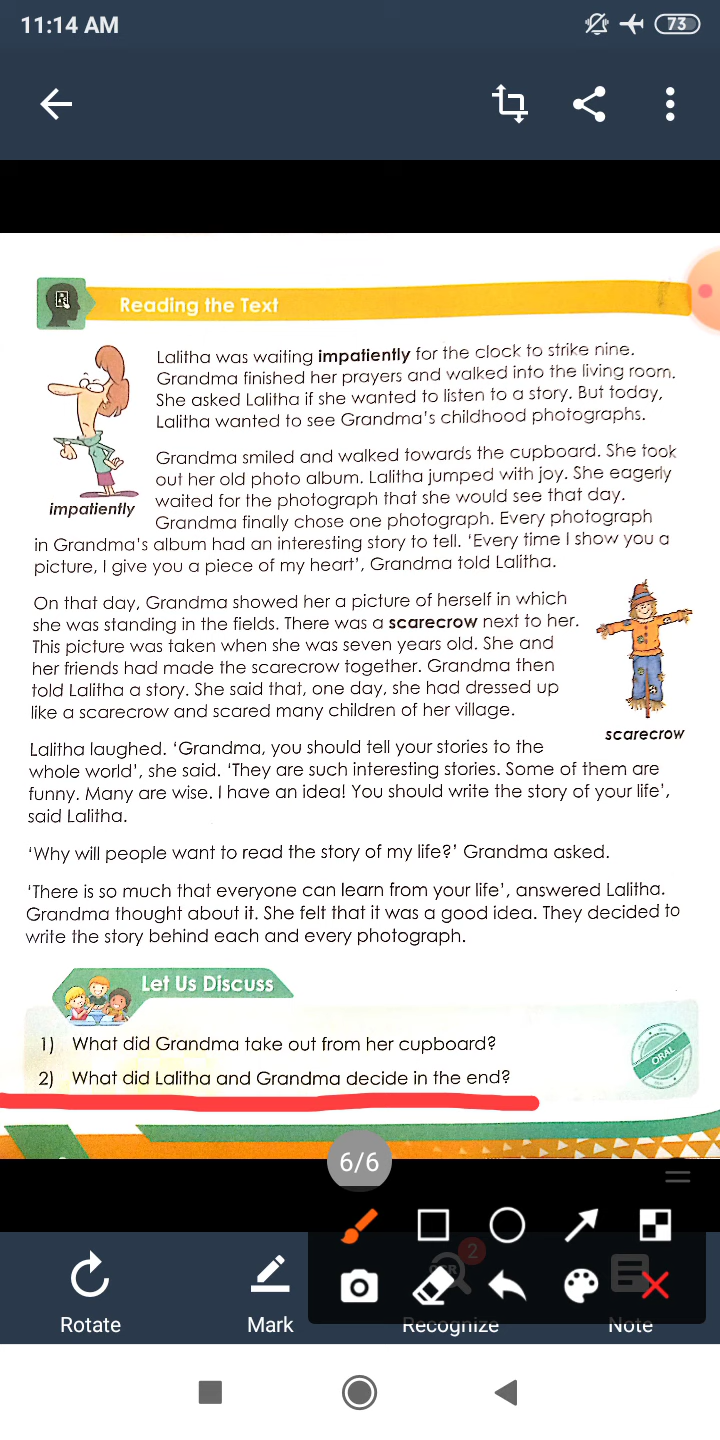 11:14 AM
73
Reading the Text
Lalitha was waiting impatiently for the clock to strike nine.
Grandma finished her prayers and walked into the living room.
She asked Lalitha if she wanted to listen to a story. But today,
Lalitha wanted to see Grandma's childhood photographs.
Grandma smiled and walked towards the cupboard. She took
out her old photo album. Lalitha jumped with joy. She eagerly
waited for the photograph that she would see that day.
impatiently
Grandma finally chose one photograph. Every photograph
in Grandma's album had an interesting story to tell. 'Every time I show you a
picture, I give you a piece of my heart', Grandma told Lalitha.
On that day, Grandma showed her a picture of herself in which
she was standing in the fields. There was a scarecrow next to her.
This picture was taken when she was seven years old. She and
her friends had made the scarecrow together. Grandma then
told Lalitha a story. She said that, one day, she had dressed up
like a scarecrow and scared many children of her village.
scarecrow
Lalitha laughed. 'Grandma, you should tell your stories to the
whole world', she said. 'They are such interesting stories. Some of them are
funny. Many are wise. I have an idea! You should write the story of your life',
said Lalitha.
'Why will people want to read the story of my life?' Grandma asked.
'There is so much that everyone can learn from your life', answered Lalitha.
Grandma thought about it. She felt that it was a good idea. They decided to
write the story behind each and every photograph.
Let Us Discuss
1) What did Grandma take out from her cupboard?
2) What did Lalitha and Grandma decide in the end?
ORAL
6/6
2
Rotate
Mark
Recognize
Note